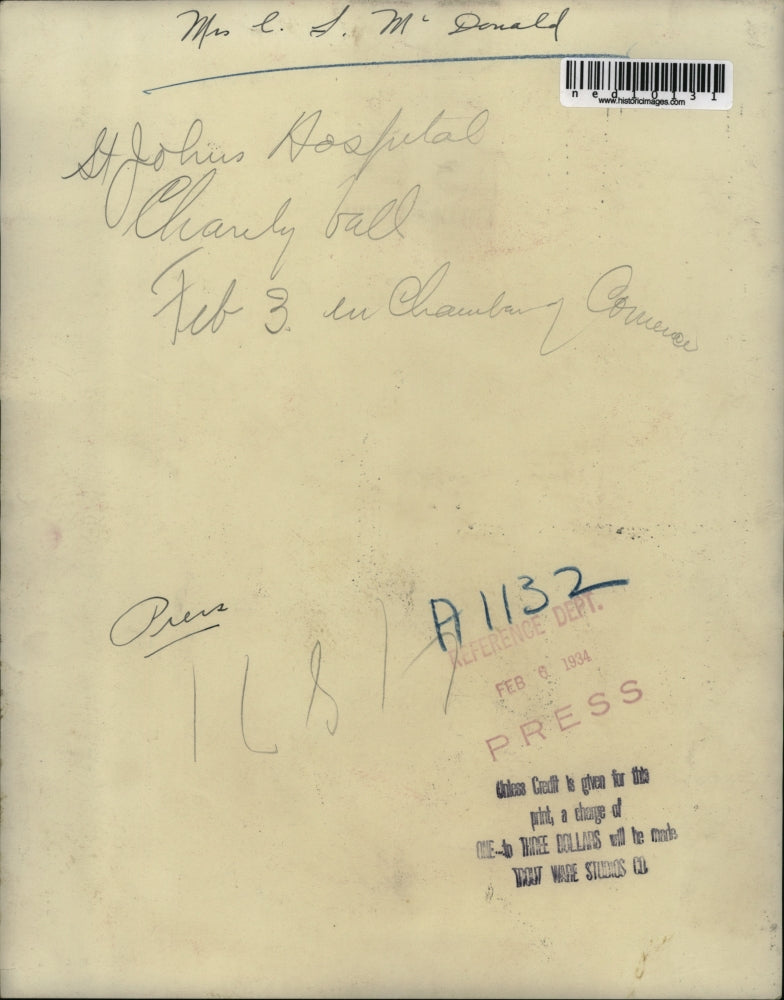 Mrs C. S. McDonald
ned10131
www.historicimages.com
St Johns Hospital
Charity ball
Feb 3. in Chamber of Comerce
Press
A1132
REFERENCE DEPT.
FEB 6 1934
PRESS
Unless Credit is given for this
print, a charge of
ONE--to THREE DOLLARS will be made
TROUT WARE STUDIOS CO.